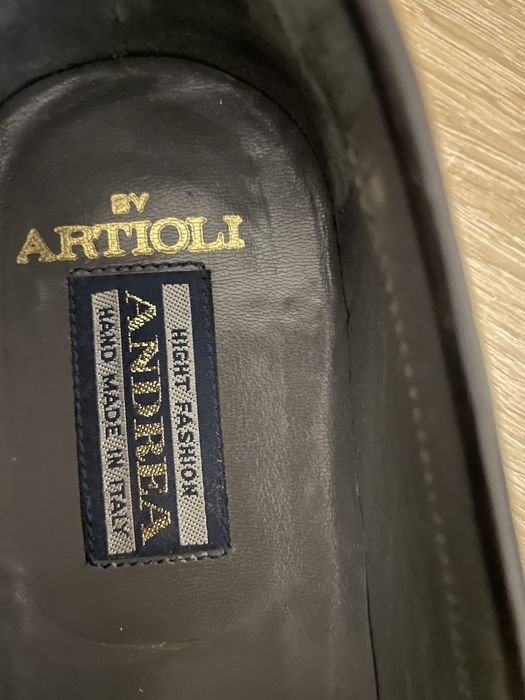 BY
ARTIOLI
HIGHT FASHION
ANDREA
HAND MADE IN ITALY